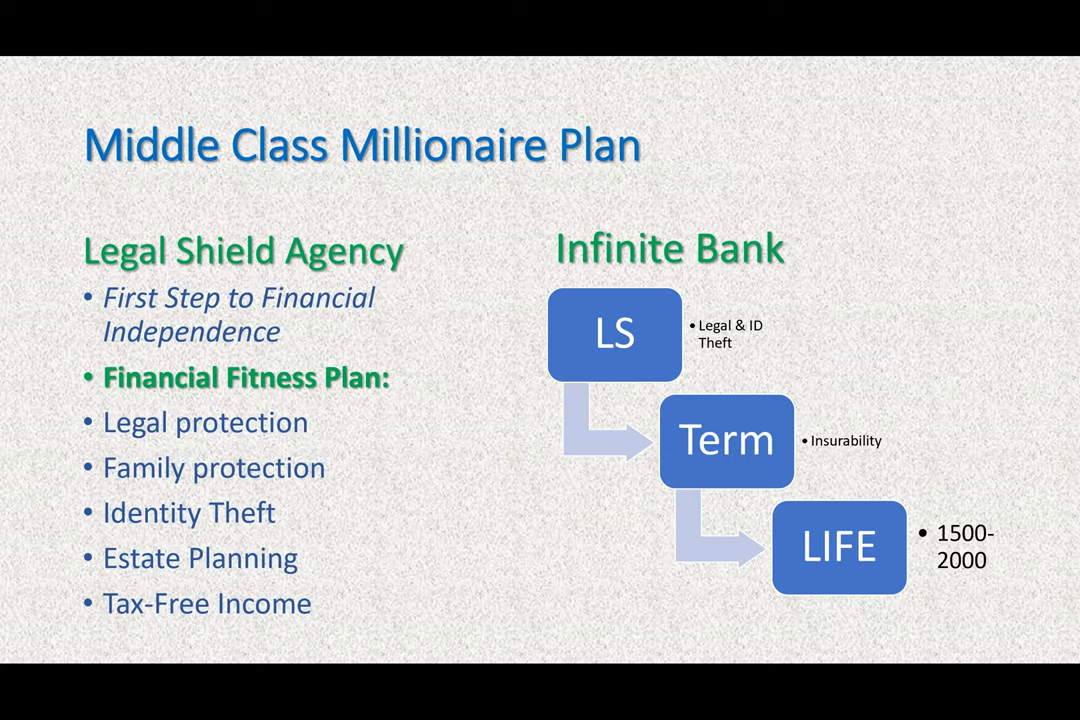 Middle Class Millionaire Plan
Legal Shield Agency
• First Step to Financial
Independence
• Financial Fitness Plan:
• Legal protection
• Family protection
• Identity Theft
• Estate Planning
• Tax-Free Income
Infinite Bank
LS
• Legal & ID
Theft
Term
• Insurability
LIFE
• 1500-
2000